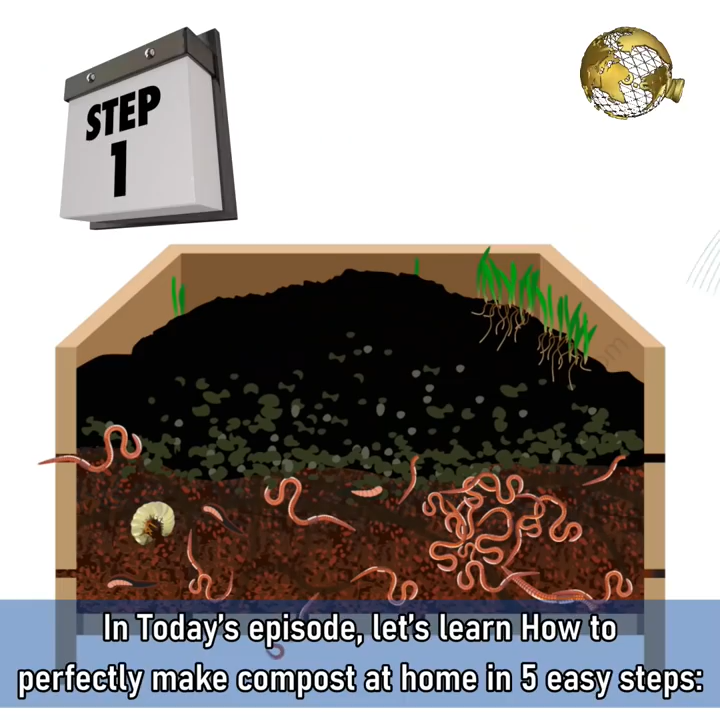 STEP
1
In Today's episode, let's learn How to
perfectly make compost at home in 5 easy steps: